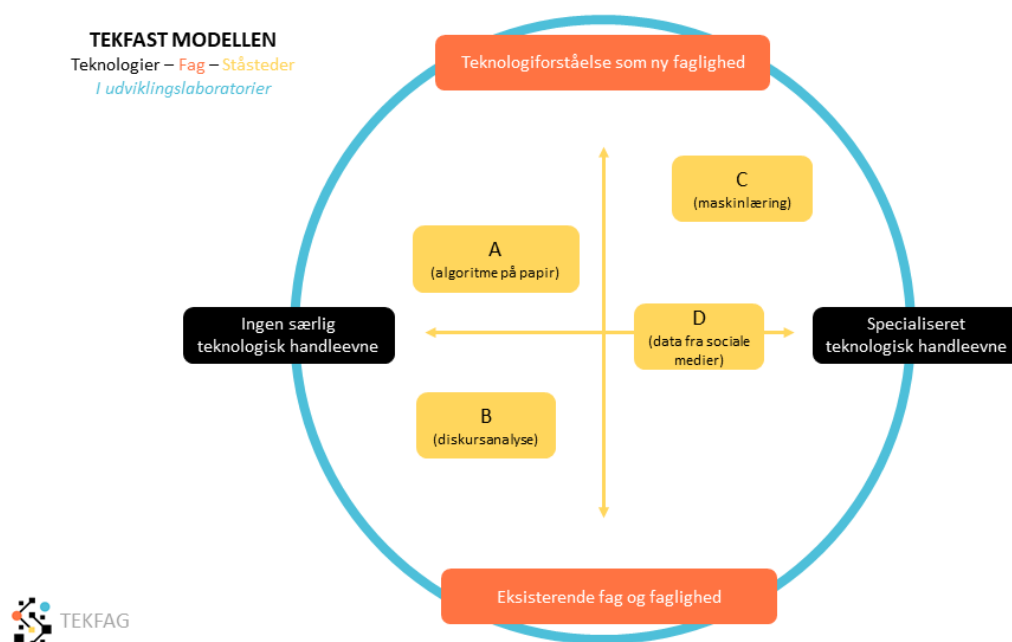 TEKFAST MODELLEN
Teknologier – Fag – Ståsteder
I udviklingslaboratorier
Teknologiforståelse som ny faglighed
C
(maskinlæring)
A
(algoritme på papir)
Ingen særlig
teknologisk handleevne
D
(data fra sociale
medier)
Specialiseret
teknologisk handleevne
B
(diskursanalyse)
Eksisterende fag og faglighed
TEKFAG